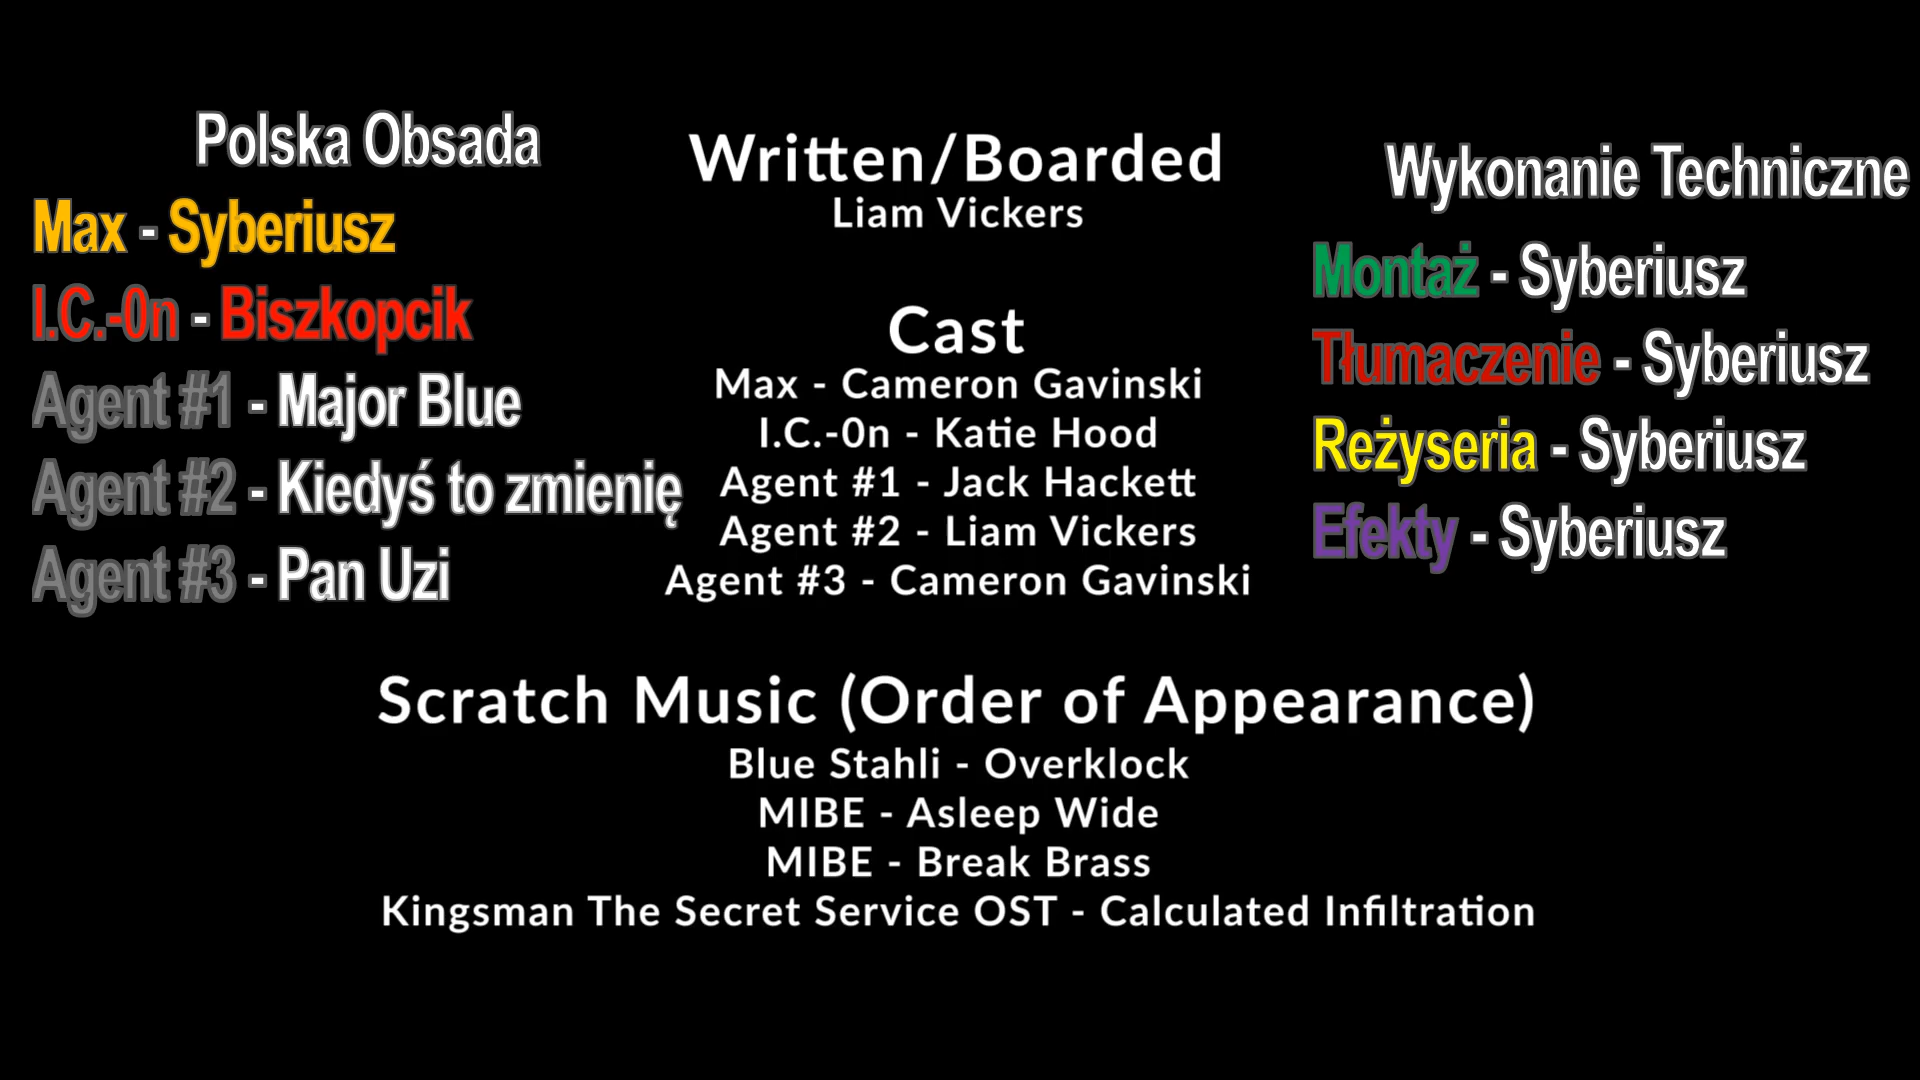 Polska Obsada
Max - Syberiusz
I.C.-0n - Biszkopcik
Agent #1 - Major Blue
Agent #2 - Kiedyś to zmienię
Agent #3 - Pan Uzi
Written/Boarded
Liam Vickers
Cast
Max - Cameron Gavinski
I.C.-0n - Katie Hood
Agent #1 - Jack Hackett
Agent #2 - Liam Vickers
Agent #3 - Cameron Gavinski
Wykonanie Techniczne
Montaż - Syberiusz
Tłumaczenie - Syberiusz
Reżyseria - Syberiusz
Efekty - Syberiusz
Scratch Music (Order of Appearance)
Blue Stahli - Overklock
MIBE - Asleep Wide
MIBE - Break Brass
Kingsman The Secret Service OST - Calculated Infiltration